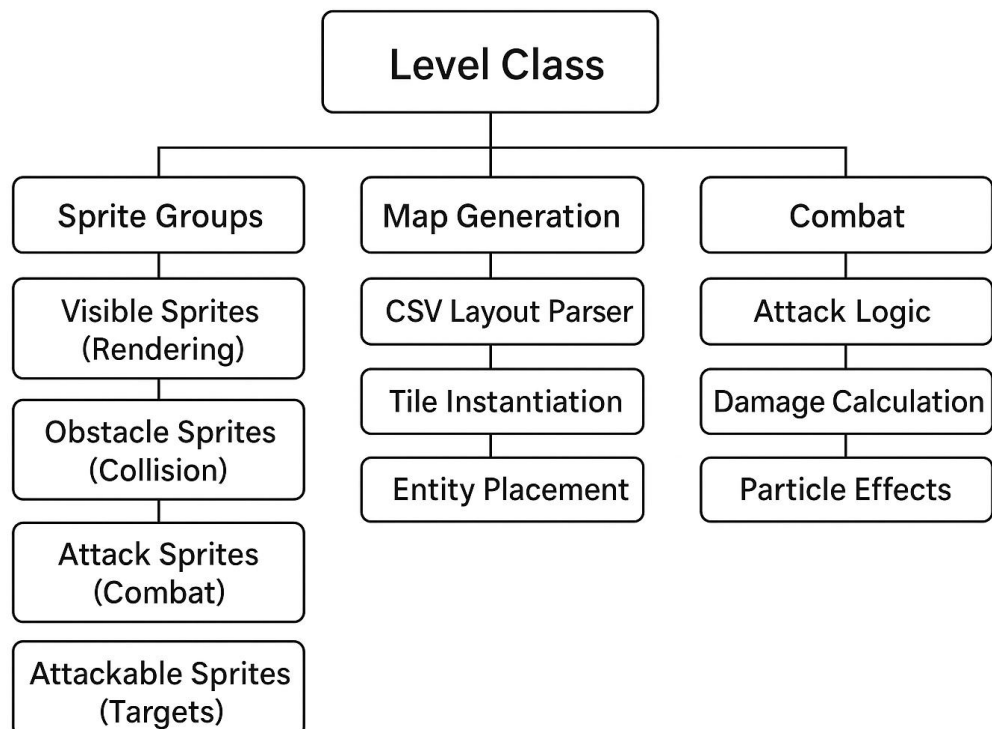 Level Class
Sprite Groups
Visible Sprites
(Rendering)
Obstacle Sprites
(Collision)
Attack Sprites
(Combat)
Attackable Sprites
(Targets)
Map Generation
CSV Layout Parser
Tile Instantiation
Entity Placement
Combat
Attack Logic
Damage Calculation
Particle Effects